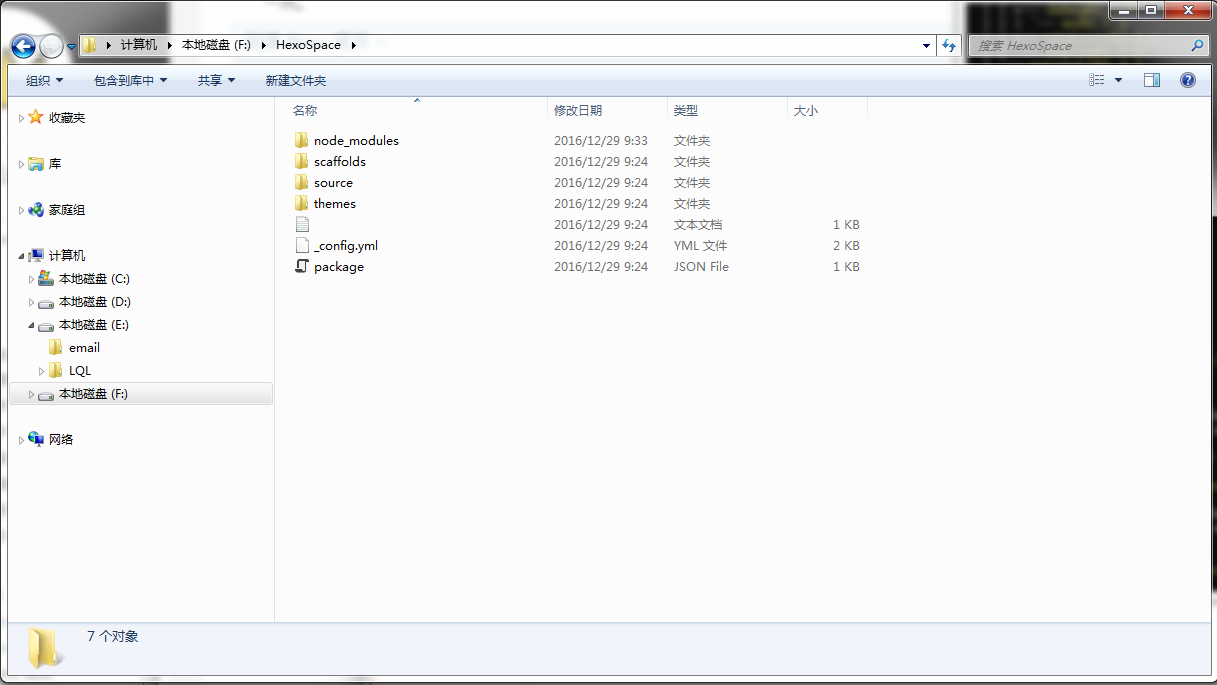 计算机 本地磁盘 (F:) HexoSpace 搜索 HexoSpace
组织 包含到库中 共享 新建文件夹
收藏夹
库
家庭组
计算机
本地磁盘 (C:)
本地磁盘 (D:)
本地磁盘 (E:)
email
LQL
本地磁盘 (F:)
网络
名称 修改日期 类型 大小
node_modules 2016/12/29 9:33 文件夹
scaffolds 2016/12/29 9:24 文件夹
source 2016/12/29 9:24 文件夹
themes 2016/12/29 9:24 文件夹
2016/12/29 9:24 文本文档 1 KB
_config.yml 2016/12/29 9:24 YML 文件 2 KB
package 2016/12/29 9:24 JSON File 1 KB
7 个对象